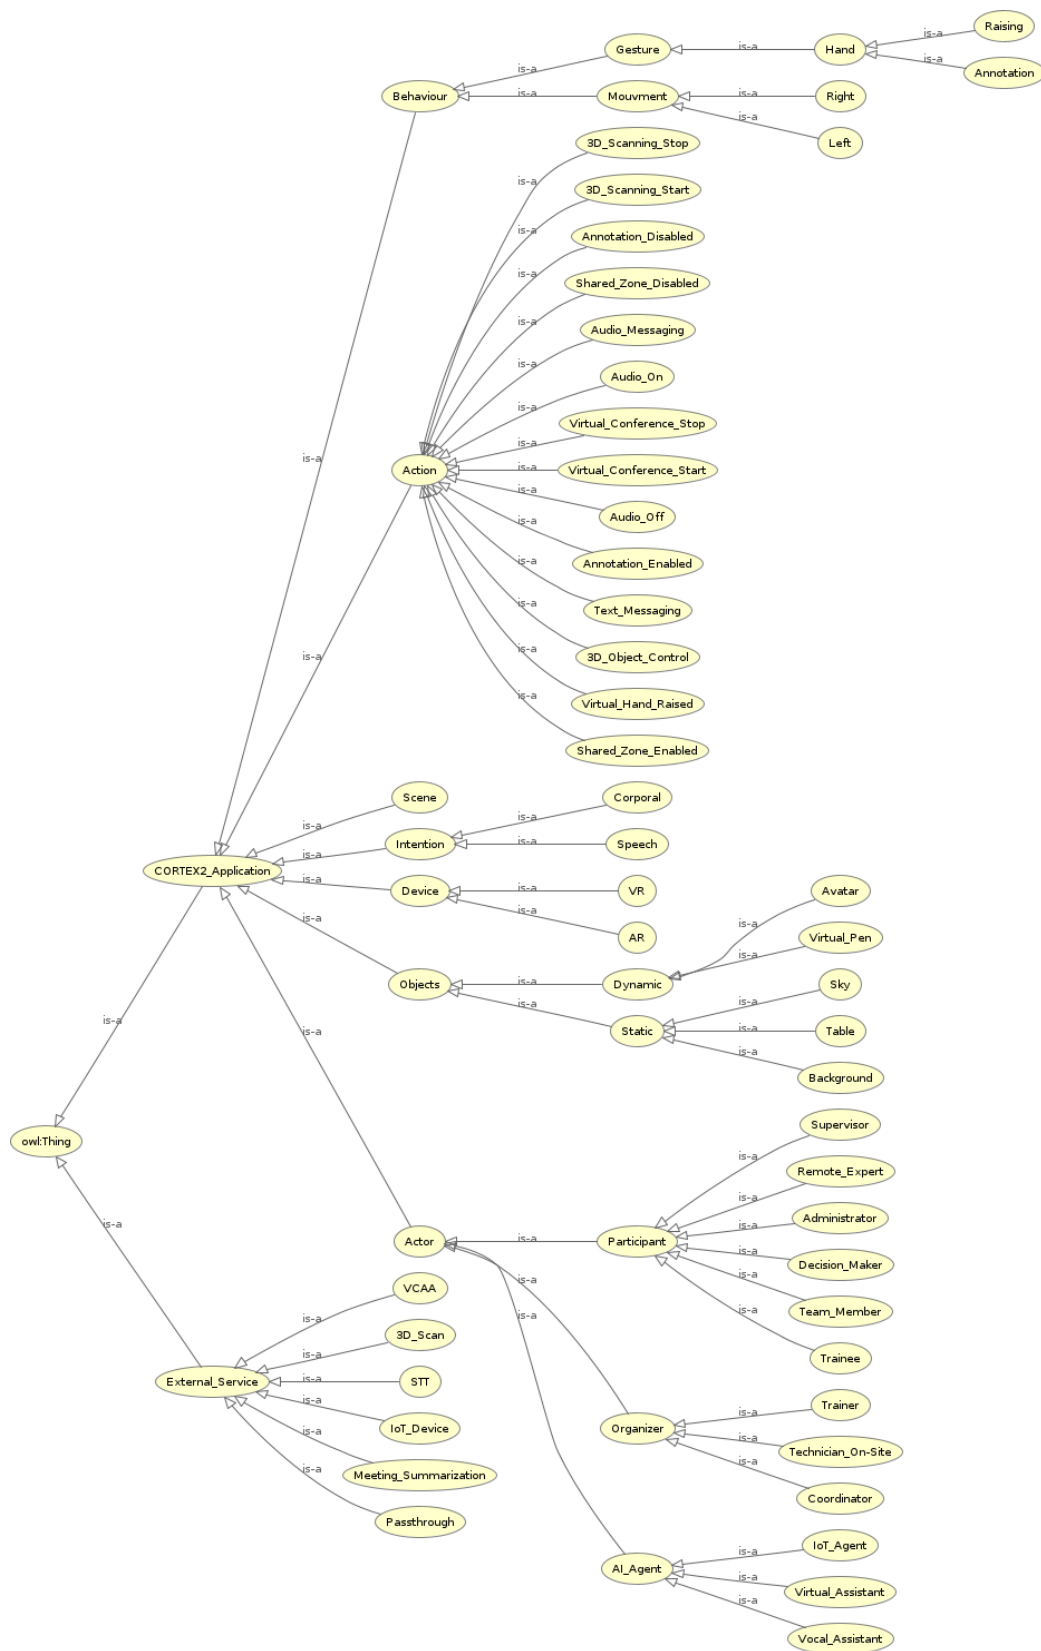 Raising
is-a
Gesture
is-a
Hand
is-a
Annotation
is-a
Behaviour
is-a
Mouvment
is-a
Right
is-a
Left
3D_Scanning_Stop
is-a
3D_Scanning_Start
is-a
Annotation_Disabled
is-a
Shared_Zone_Disabled
is-a
Audio_Messaging
is-a
Audio_On
is-a
Virtual_Conference_Stop
is-a
is-a
Action
is-a
Virtual_Conference_Start
is-a
Audio_Off
is-a
Annotation_Enabled
is-a
Text_Messaging
is-a
3D_Object_Control
is-a
is-a
Virtual_Hand_Raised
is-a
Shared_Zone_Enabled
Scene
is-a
Corporal
is-a
Intention
is-a
Speech
is-a
CORTEX2_Application
is-a
Device
is-a
VR
is-a
AR
Avatar
is-a
Virtual_Pen
is-a
is-a
Objects
is-a
Dynamic
Sky
is-a
is-a
Static
is-a
Table
is-a
Background
is-a
is-a
owl:Thing
Supervisor
is-a
Remote_Expert
is-a
Administrator
is-a
is-a
Actor
is-a
Participant
is-a
Decision_Maker
is-a
Team_Member
is-a
Trainee
is-a
VCAA
is-a
is-a
3D_Scan
is-a
External_Service
is-a
STT
is-a
IoT_Device
is-a
Meeting_Summarization
is-a
Passthrough
Organizer
Trainer
is-a
Technician_On-Site
is-a
Coordinator
AI_Agent
IoT_Agent
is-a
Virtual_Assistant
is-a
Vocal_Assistant
is-a